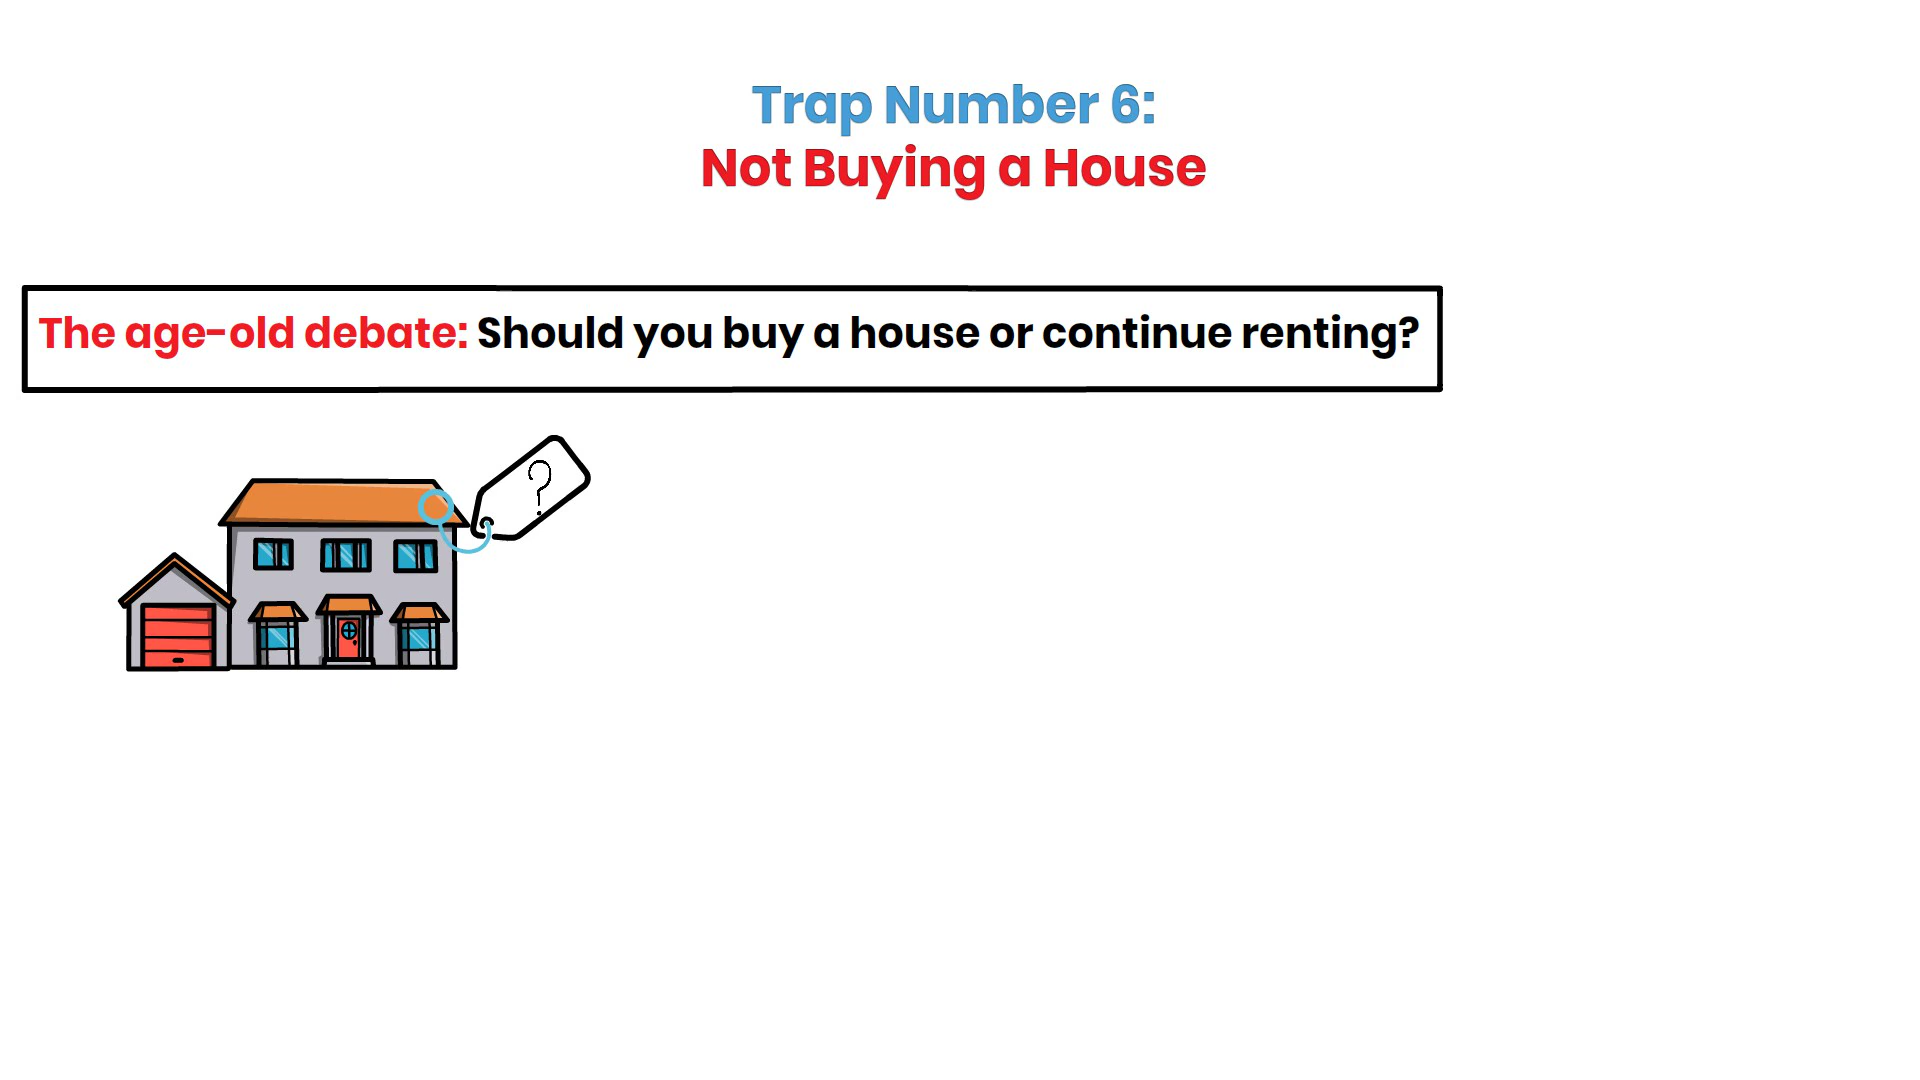 Trap Number 6:
Not Buying a House
The age-old debate: Should you buy a house or continue renting?
?